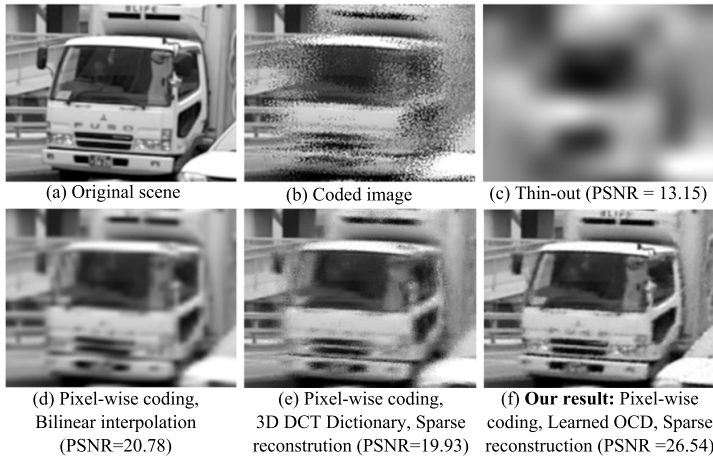 BLIFE
FUSO
(a) Original scene
(b) Coded image
(c) Thin-out (PSNR = 13.15)
(d) Pixel-wise coding,
Bilinear interpolation
(PSNR=20.78)
(e) Pixel-wise coding,
3D DCT Dictionary, Sparse
reconstrution (PSNR=19.93)
(f) Our result: Pixel-wise
coding, Learned OCD, Sparse
reconstruction (PSNR =26.54)